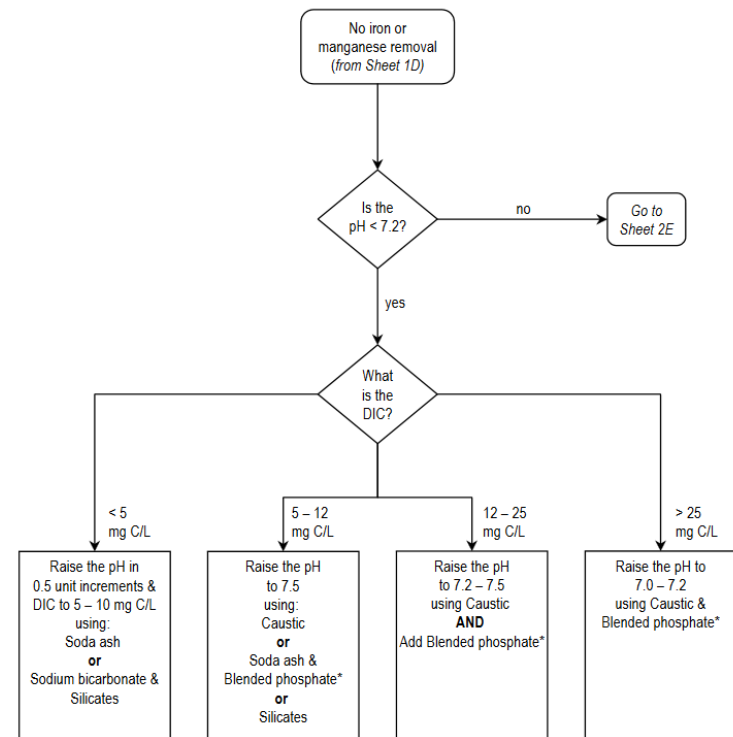 No iron or
manganese removal
(from Sheet 1D)
Is the
pH < 7.2?
no
Go to
Sheet 2E
yes
What
is the
DIC?
< 5
mg C/L
5 – 12
mg C/L
12 – 25
mg C/L
> 25
mg C/L
Raise the pH in
0.5 unit increments &
DIC to 5 – 10 mg C/L
using:
Soda ash
or
Sodium bicarbonate &
Silicates
Raise the pH
to 7.5
using:
Caustic
or
Soda ash &
Blended phosphate*
or
Silicates
Raise the pH
to 7.2 – 7.5
using Caustic
AND
Add Blended phosphate*
Raise the pH to
7.0 – 7.2
using Caustic &
Blended phosphate*